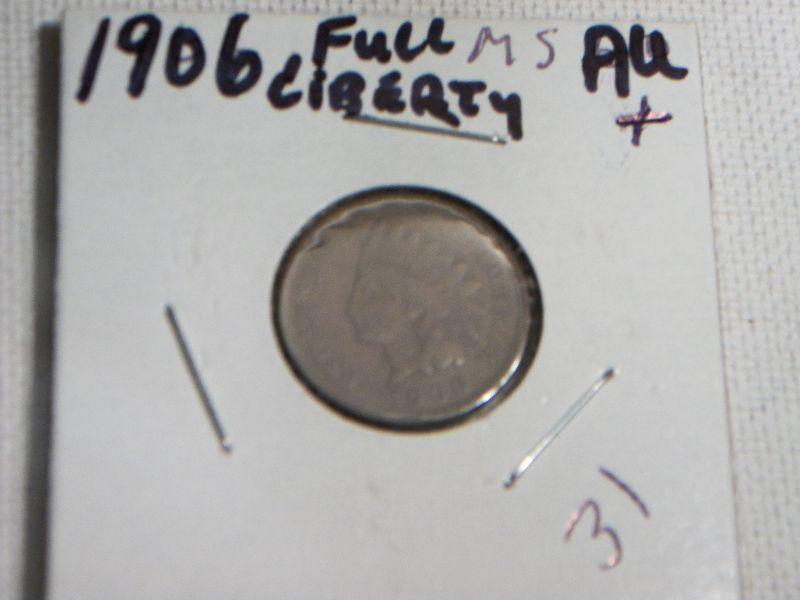 1906 FULL MS AU
LIBERTY +
31